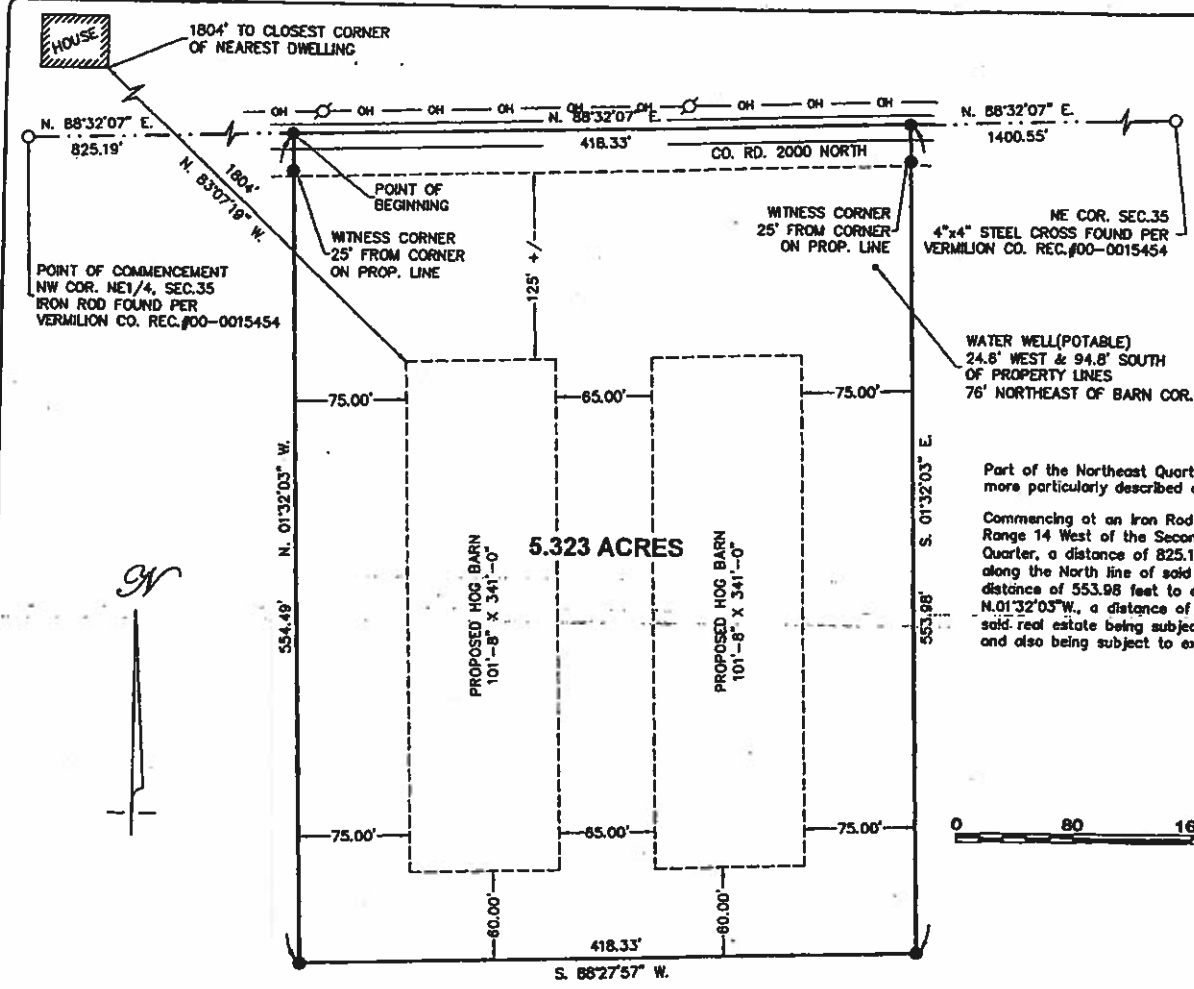 HOUSE
1804' TO CLOSEST CORNER
OF NEAREST DWELLING
OH OH OH OH OH OH OH OH OH
N. 88°32'07" E.
825.19'
N. 88°32'07" E.
418.33'
N. 88°32'07" E.
1400.55'
CO. RD. 2000 NORTH
1804'
N. 83°07'19" W.
POINT OF
BEGINNING
WITNESS CORNER
25' FROM CORNER
ON PROP. LINE
WITNESS CORNER
25' FROM CORNER
ON PROP. LINE
NE COR. SEC.35
4"x4" STEEL CROSS FOUND PER
VERMILION CO. REC.#00-0015454
POINT OF COMMENCEMENT
NW COR. NE1/4, SEC.35
IRON ROD FOUND PER
VERMILION CO. REC.#00-0015454
125' +/-
WATER WELL(POTABLE)
24.8' WEST & 94.8' SOUTH
OF PROPERTY LINES
76' NORTHEAST OF BARN COR.
75.00'
65.00'
75.00'
N. 01°32'03" W.
554.49'
S. 01°32'03" E.
553.98'
PROPOSED HOG BARN
101'-8" X 341'-0"
5.323 ACRES
PROPOSED HOG BARN
101'-8" X 341'-0"
Part of the Northeast Quart
more particularly described
Commencing at an Iron Rod
Range 14 West of the Secon
Quarter, a distance of 825.1
along the North line of said
distance of 553.98 feet to
N.01°32'03"W., a distance of
said real estate being subjec
and also being subject to ex
N
75.00'
65.00'
75.00'
0 80 16
60.00'
60.00'
418.33'
S. 88°27'57" W.